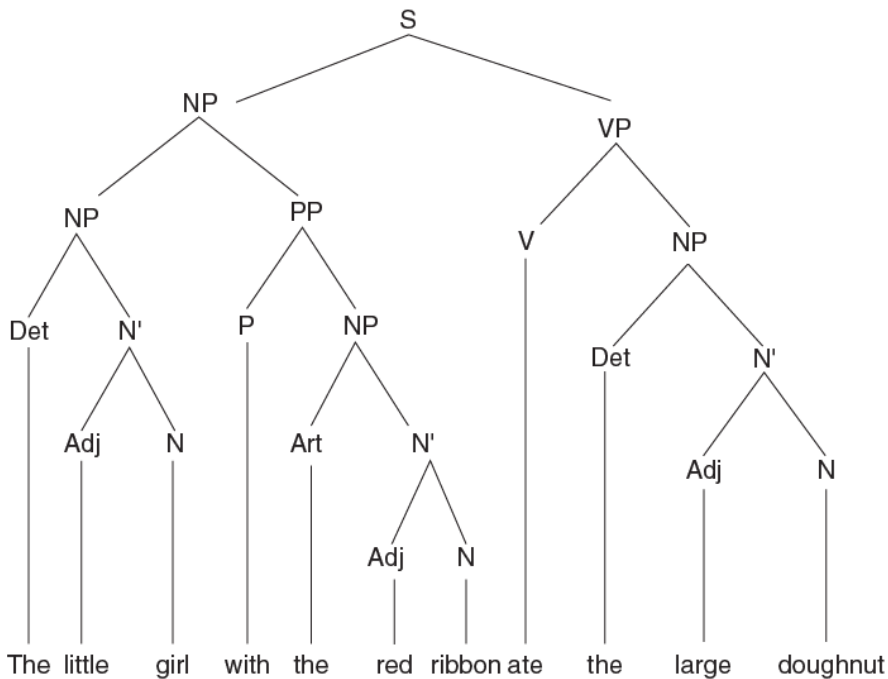 S
NP
VP
NP PP
V NP
Det N' P NP
Det N'
Adj N Art N'
Adj N
Adj N
The little girl with the red ribbon ate the large doughnut